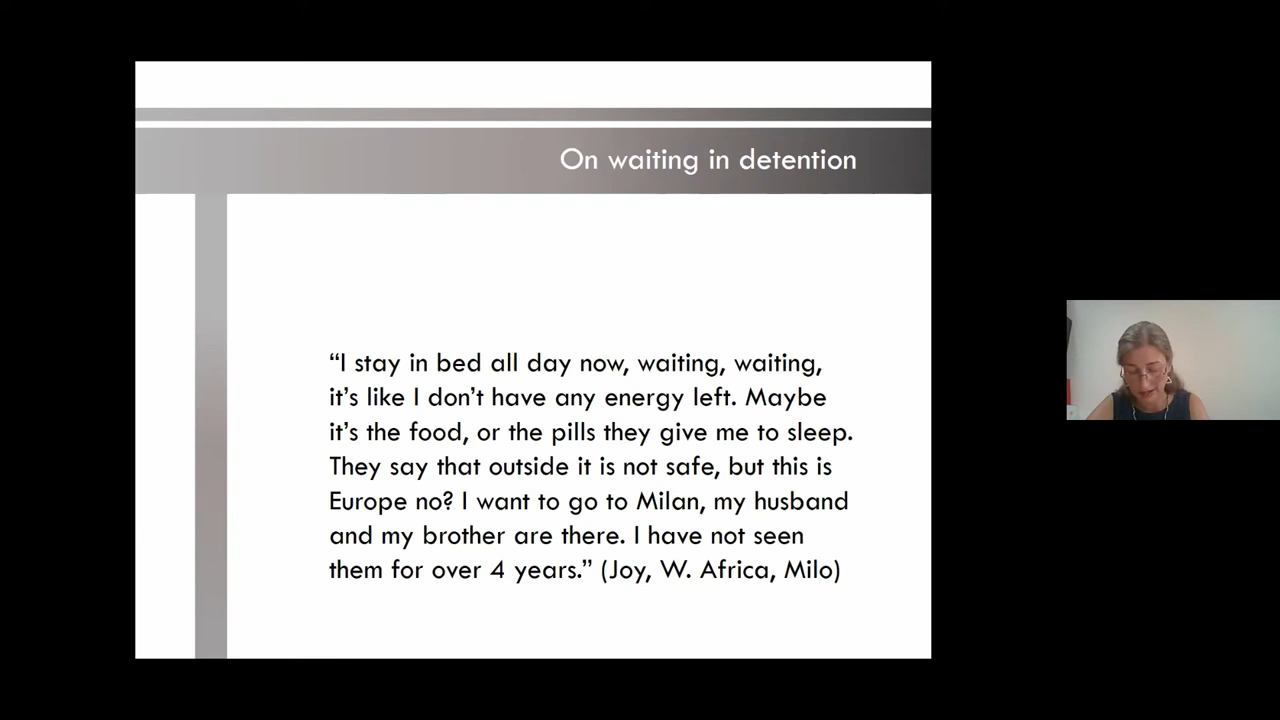 On waiting in detention
“I stay in bed all day now, waiting, waiting,
it’s like I don’t have any energy left. Maybe
it’s the food, or the pills they give me to sleep.
They say that outside it is not safe, but this is
Europe no? I want to go to Milan, my husband
and my brother are there. I have not seen
them for over 4 years.” (Joy, W. Africa, Milo)